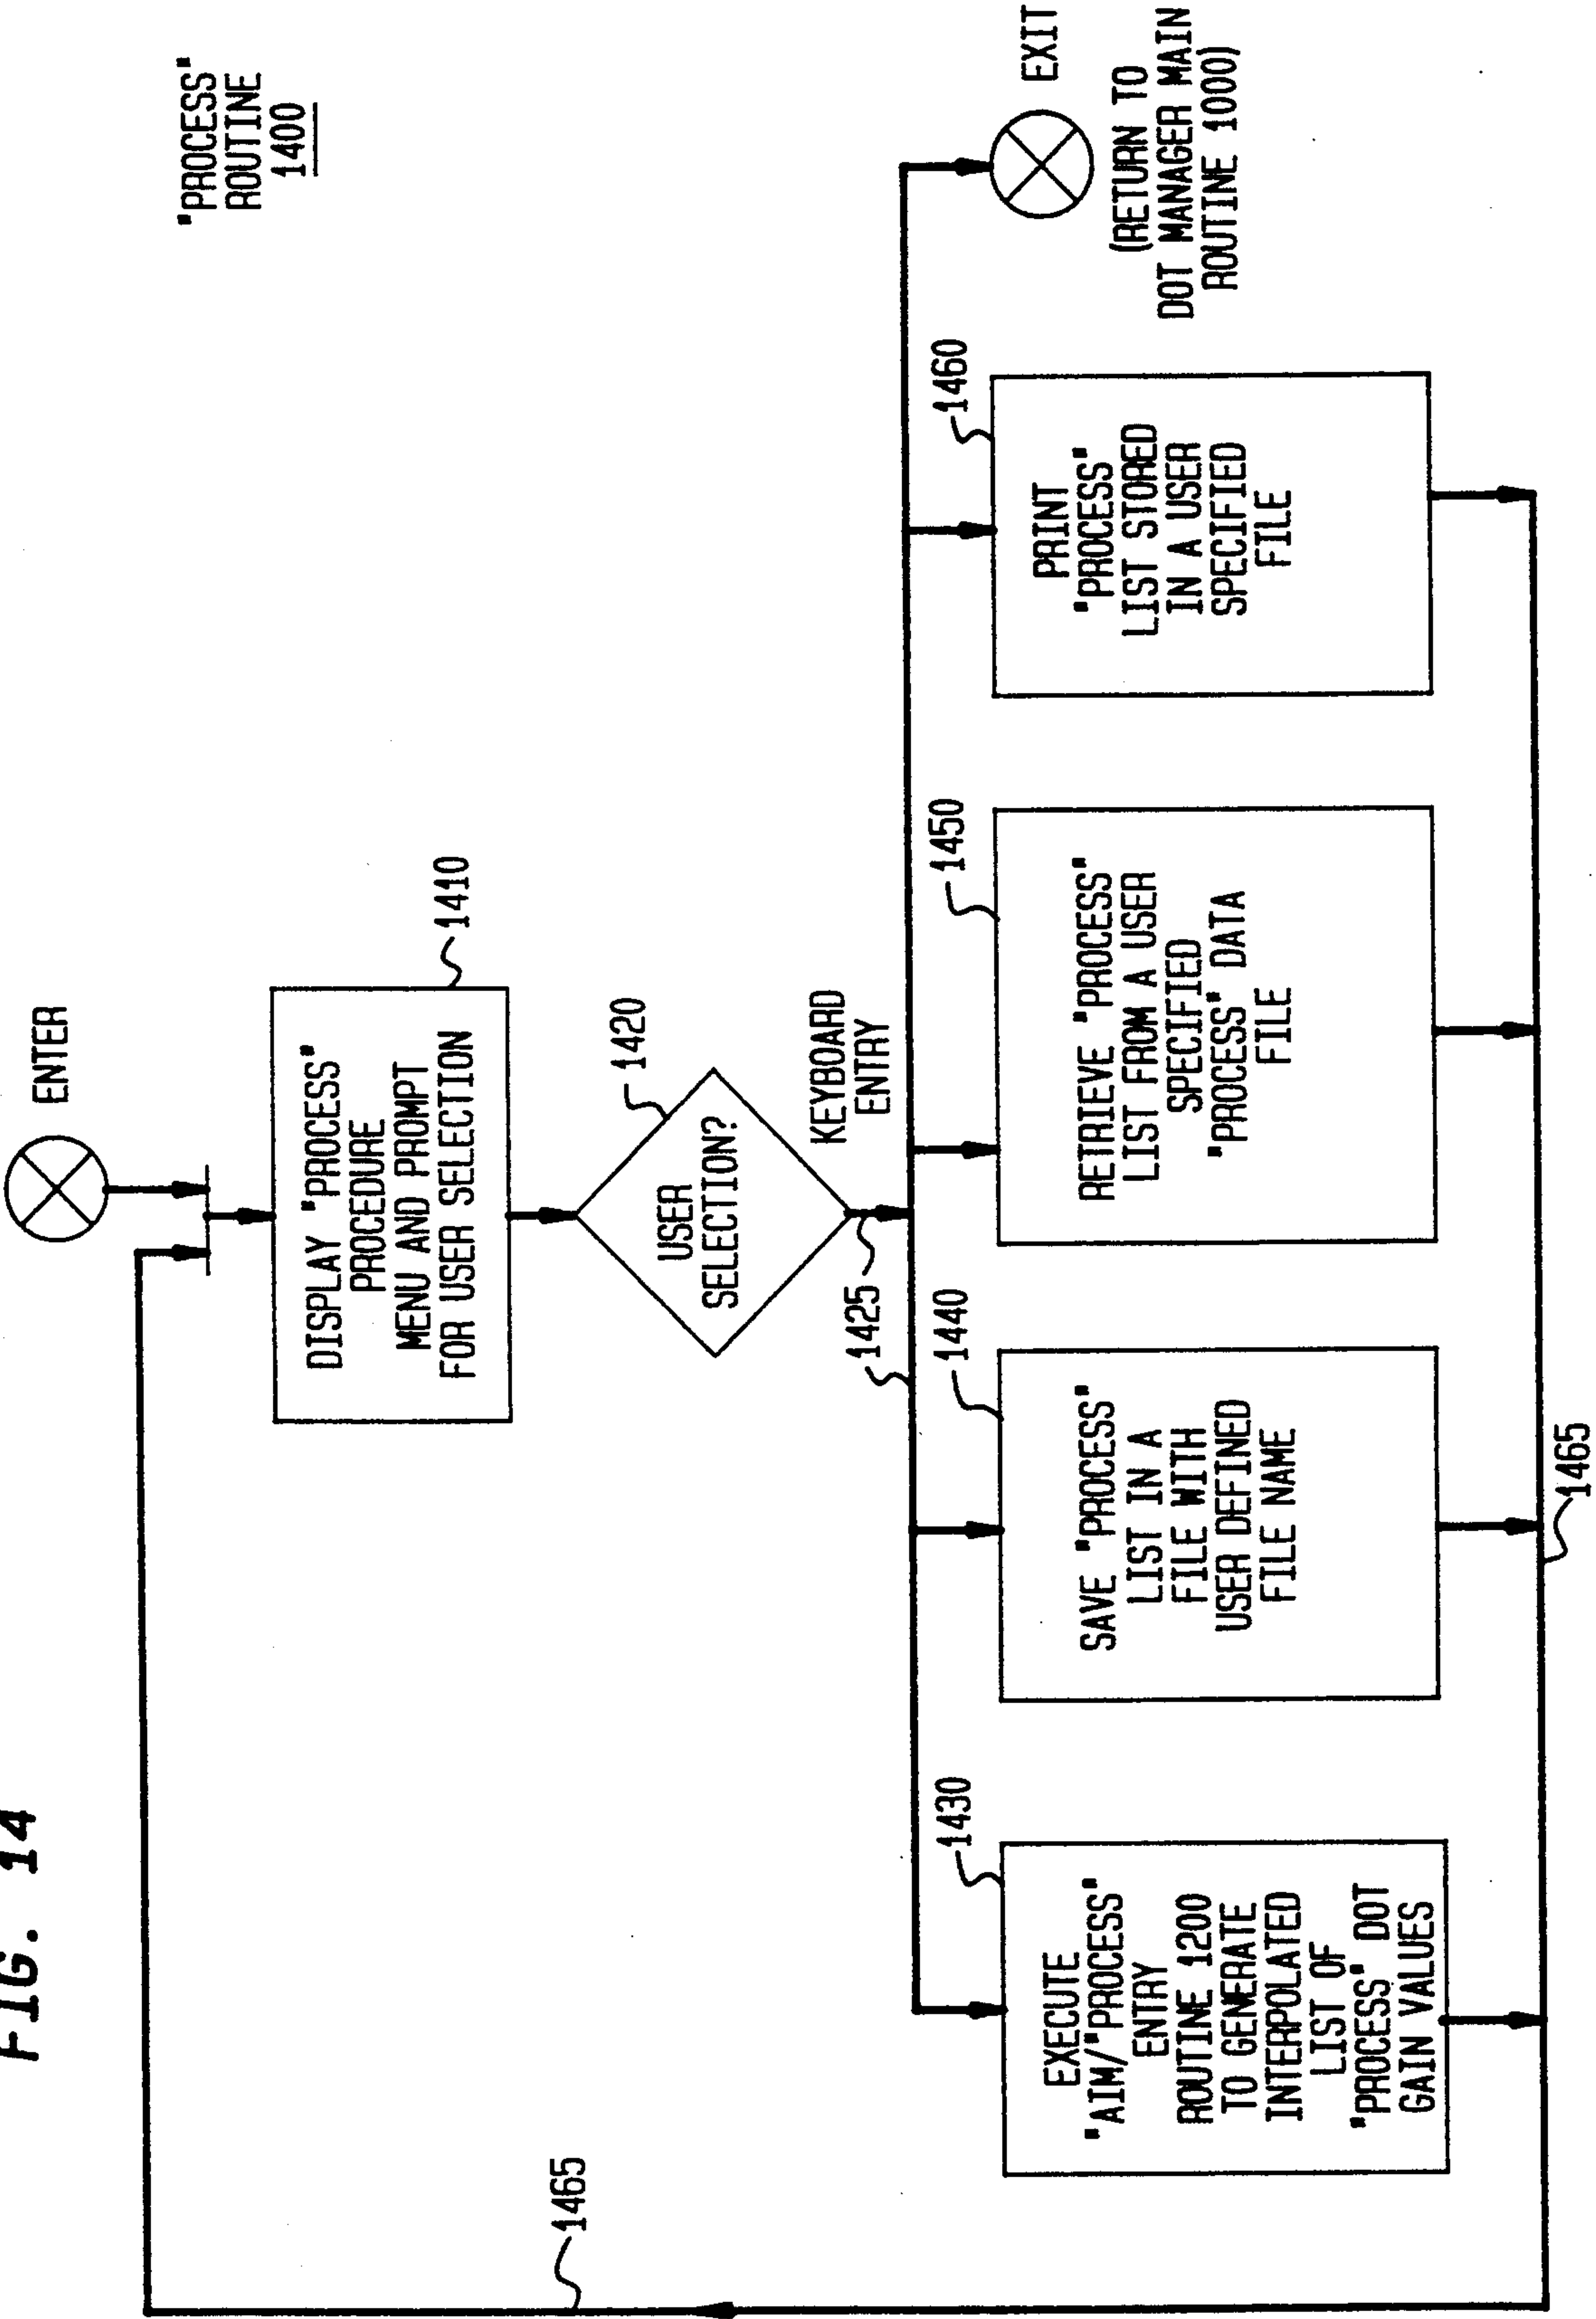 FIG. 14
"PROCESS"
ROUTINE
1400
ENTER
DISPLAY "PROCESS"
PROCEDURE
MENU AND PROMPT
FOR USER SELECTION
1410
USER
SELECTION?
1420
KEYBOARD
ENTRY
1425
1465
EXECUTE
"AIM/"PROCESS"
ENTRY
ROUTINE 1200
TO GENERATE
INTERPOLATED
LIST OF
"PROCESS" DOT
GAIN VALUES
1430
SAVE "PROCESS"
LIST IN A
FILE WITH
USER DEFINED
FILE NAME
1440
RETRIEVE "PROCESS"
LIST FROM A USER
SPECIFIED
"PROCESS" DATA
FILE
1450
PRINT
"PROCESS"
LIST STORED
IN A USER
SPECIFIED
FILE
1460
EXIT
(RETURN TO
DOT MANAGER MAIN
ROUTINE 1000)
1465